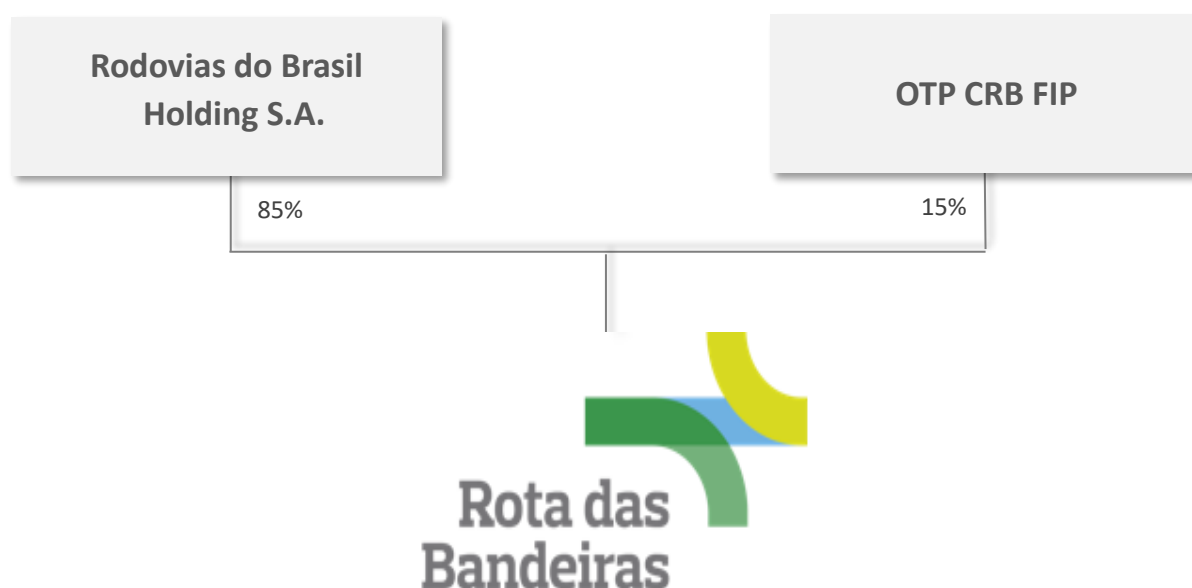 Rodovias do Brasil
Holding S.A.
OTP CRB FIP
85%
15%
Rota das
Bandeiras